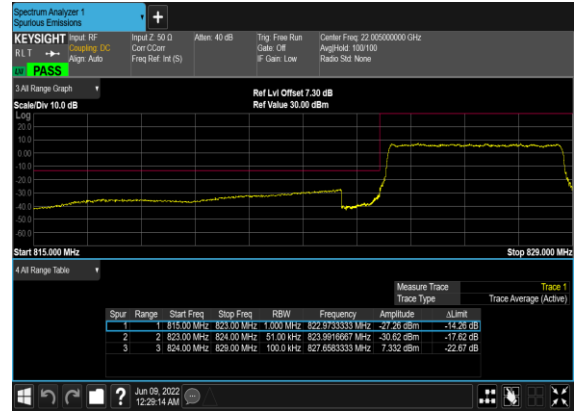 Spectrum Analyzer 1
Spurious Emissions
+
KEYSIGHT Input: RF Input Z: 50 Ω Atten: 40 dB Trig: Free Run Center Freq: 22.005000000 GHz
RLT Coupling: DC Corr CCorr Gate: Off Avg|Hold: 100/100
Align: Auto Freq Ref: Int (S) IF Gain: Low Radio Std: None
PASS
3 All Range Graph
Ref Lvl Offset 7.30 dB
Scale/Div 10.0 dB Ref Value 30.00 dBm
Log
20.0
10.0
0.00
-10.0
-20.0
-30.0
-40.0
-50.0
-60.0
Start 815.000 MHz Stop 829.000 MHz
4 All Range Table
Measure Trace Trace 1
Trace Type Trace Average (Active)
Spur Range Start Freq Stop Freq RBW Frequency Amplitude ΔLimit
1 1 815.00 MHz 823.00 MHz 1.000 MHz 822.9733333 MHz -27.26 dBm -14.26 dB
2 2 823.00 MHz 824.00 MHz 51.00 kHz 823.9916667 MHz -30.62 dBm -17.62 dB
3 3 824.00 MHz 829.00 MHz 100.0 kHz 827.6583333 MHz 7.332 dBm -22.67 dB
? Jun 09, 2022
12:29:14 AM